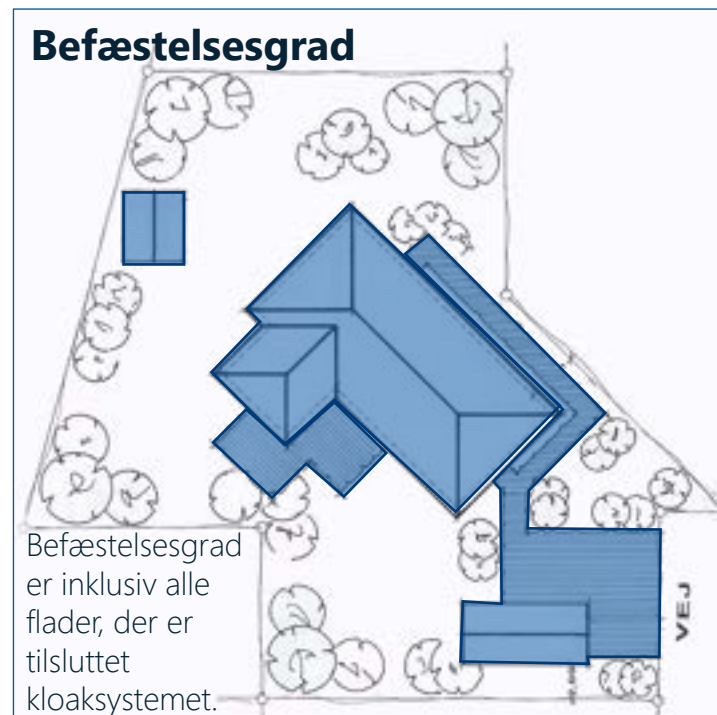 Befæstelsesgrad
Befæstelsesgrad
er inklusiv alle
flader, der er
tilsluttet
kloaksystemet.
VEJ